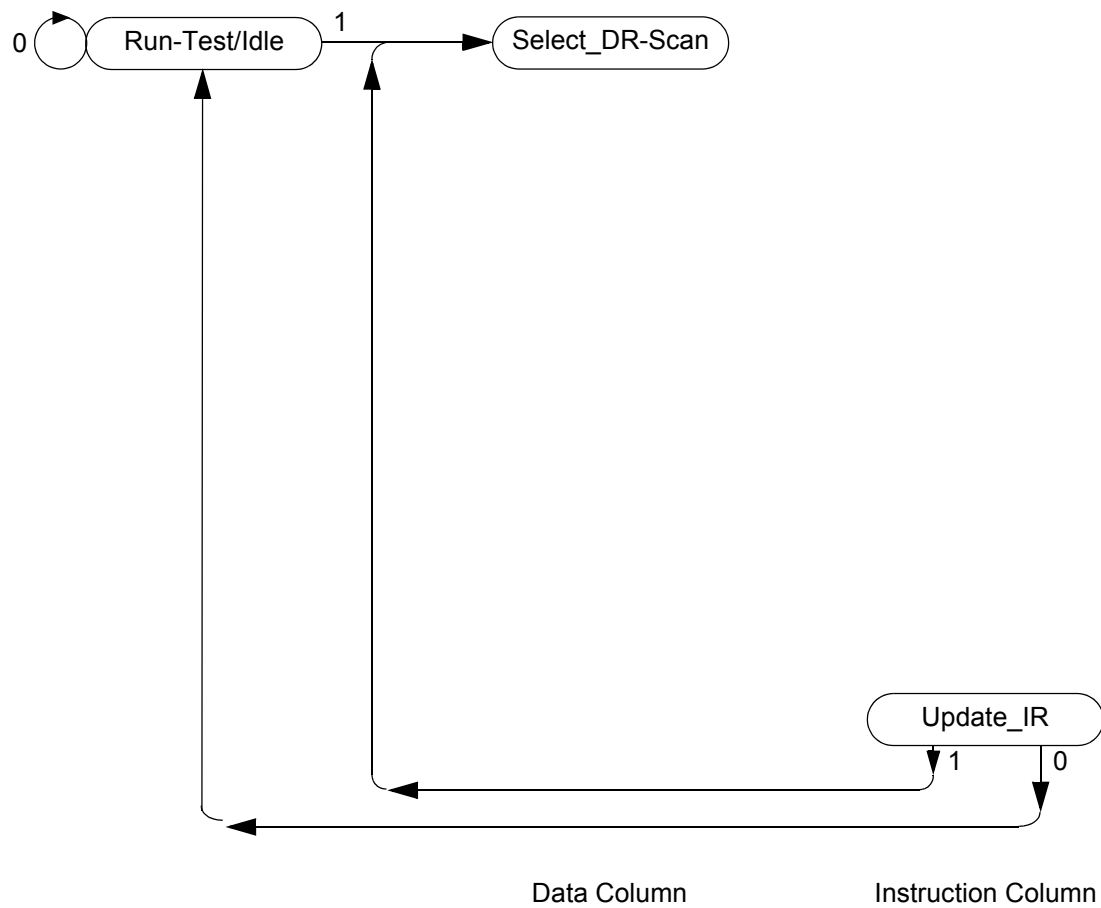 1
0
Run-Test/Idle
Select_DR-Scan
Update_IR
1
0
Data Column
Instruction Column